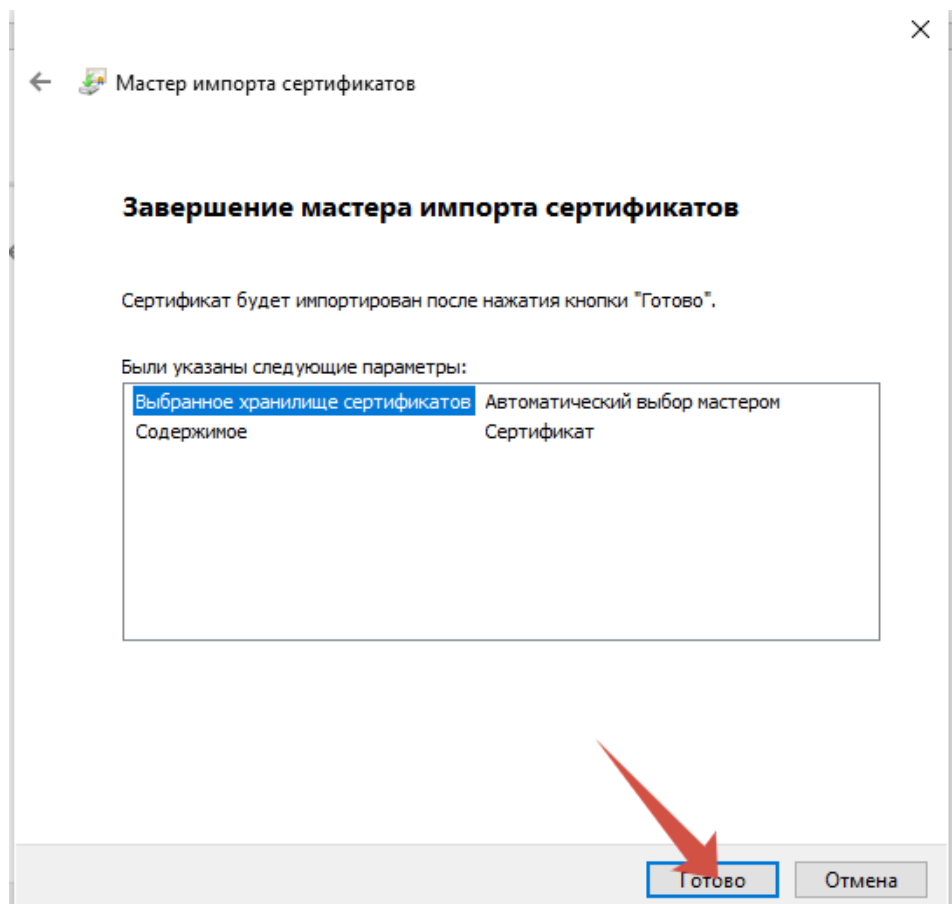 Мастер импорта сертификатов
Завершение мастера импорта сертификатов
Сертификат будет импортирован после нажатия кнопки "Готово".
Были указаны следующие параметры:
Выбранное хранилище сертификатов Автоматический выбор мастером
Содержимое Сертификат
Готово Отмена